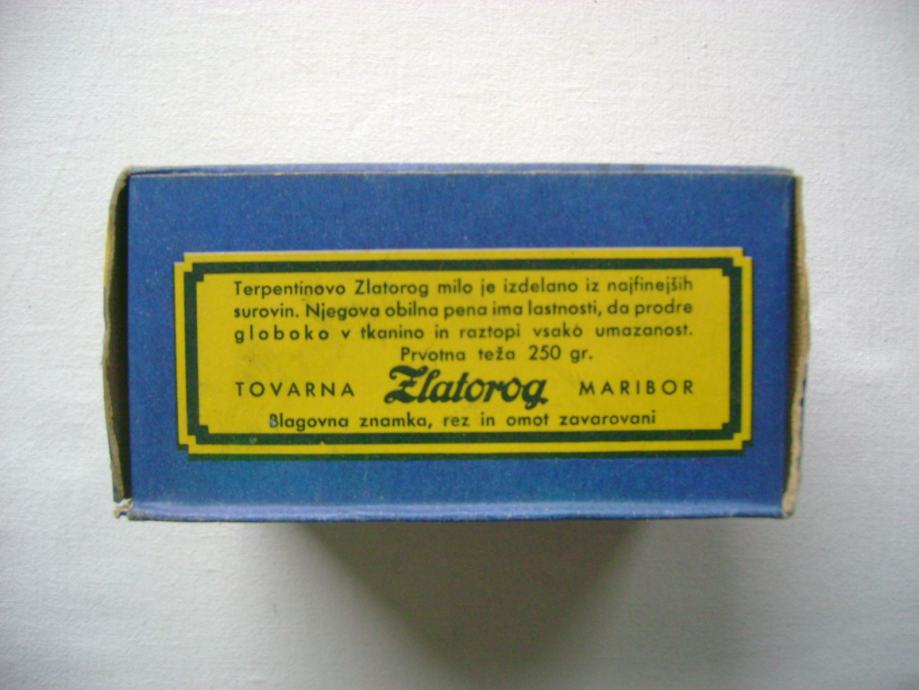 Terpentinovo Zlatorog milo je izdelano iz najfinejših
surovin. Njegova obilna pena ima lastnosti, da prodre
globoko v tkanino in raztopi vsako umazanost.
Prvotna teža 250 gr.
TOVARNA Zlatorog MARIBOR
Blagovna znamka, rez in omot zavarovani